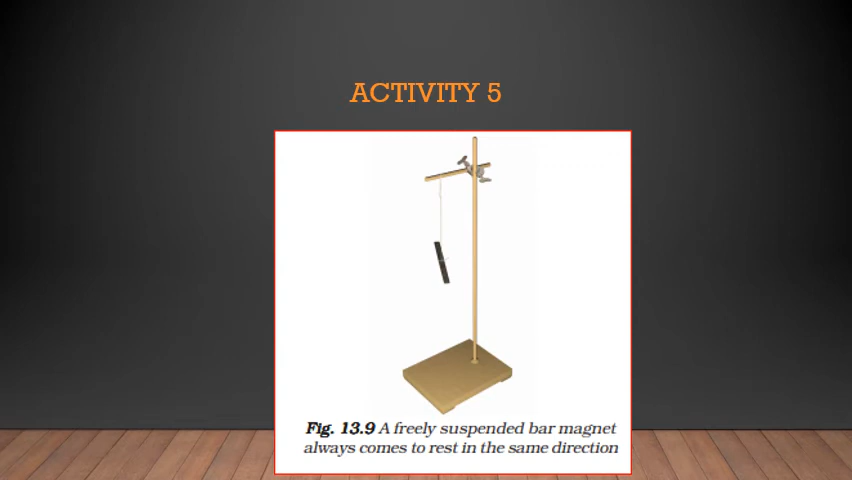 ACTIVITY 5
Fig. 13.9 A freely suspended bar magnet
always comes to rest in the same direction